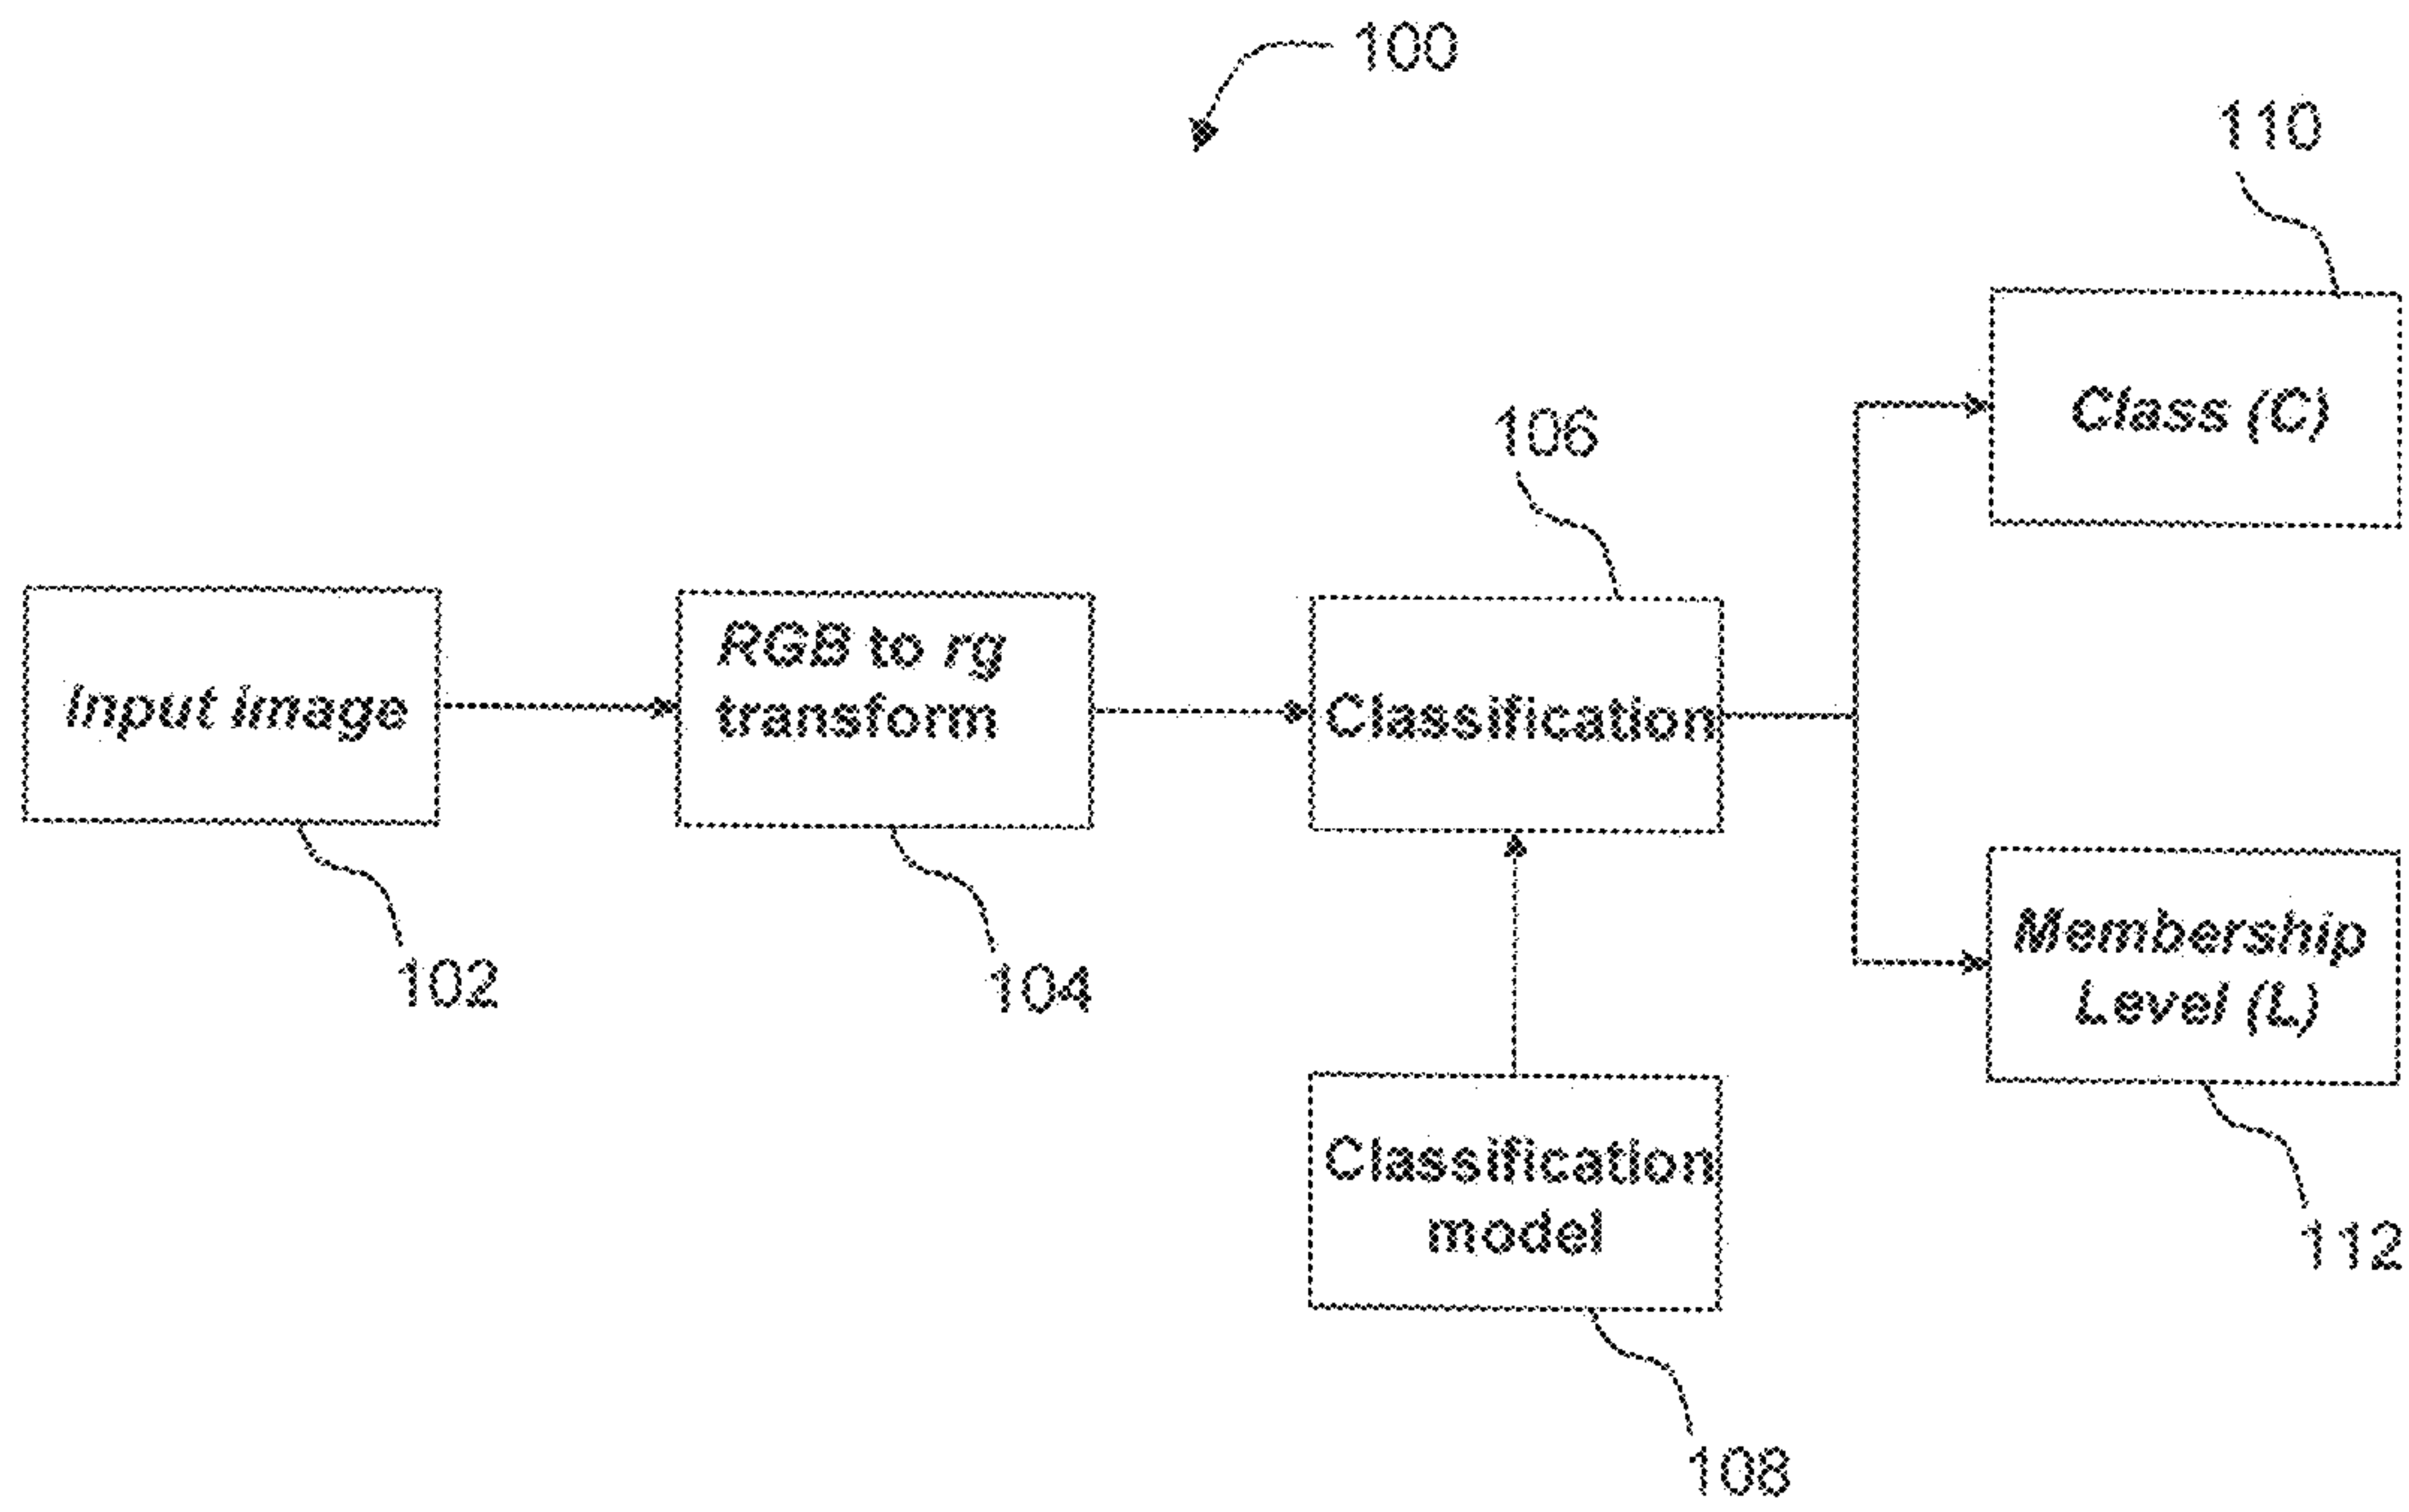 100
110
Class (C)
106
Input image
RGB to rg
transform
Classification
102
104
Membership
Level (L)
Classification
model
112
108